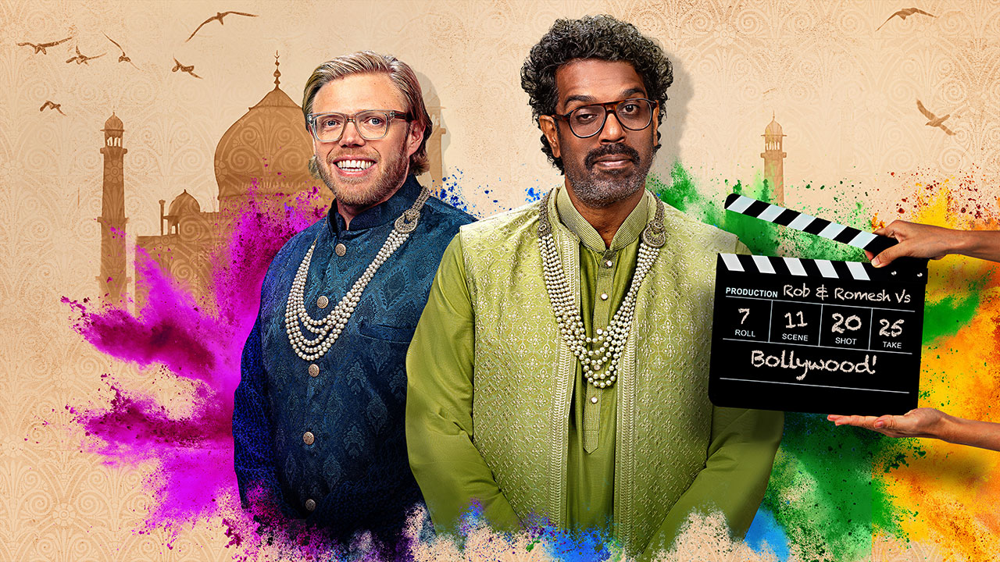 PRODUCTION Rob & Romesh Vs
7 11 20 25
ROLL SCENE SHOT TAKE
Bollywood!